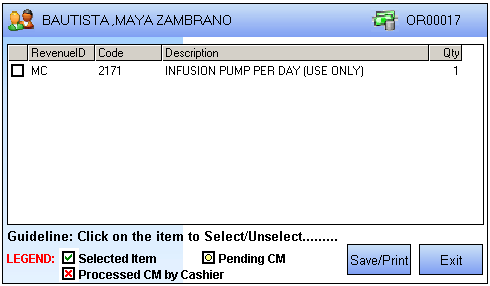 BAUTISTA ,MAYA ZAMBRANO OR00017
RevenueID Code Description Qty
MC 2171 INFUSION PUMP PER DAY (USE ONLY) 1
Guideline: Click on the item to Select/Unselect.........
LEGEND: Selected Item Pending CM Save/Print Exit
Processed CM by Cashier